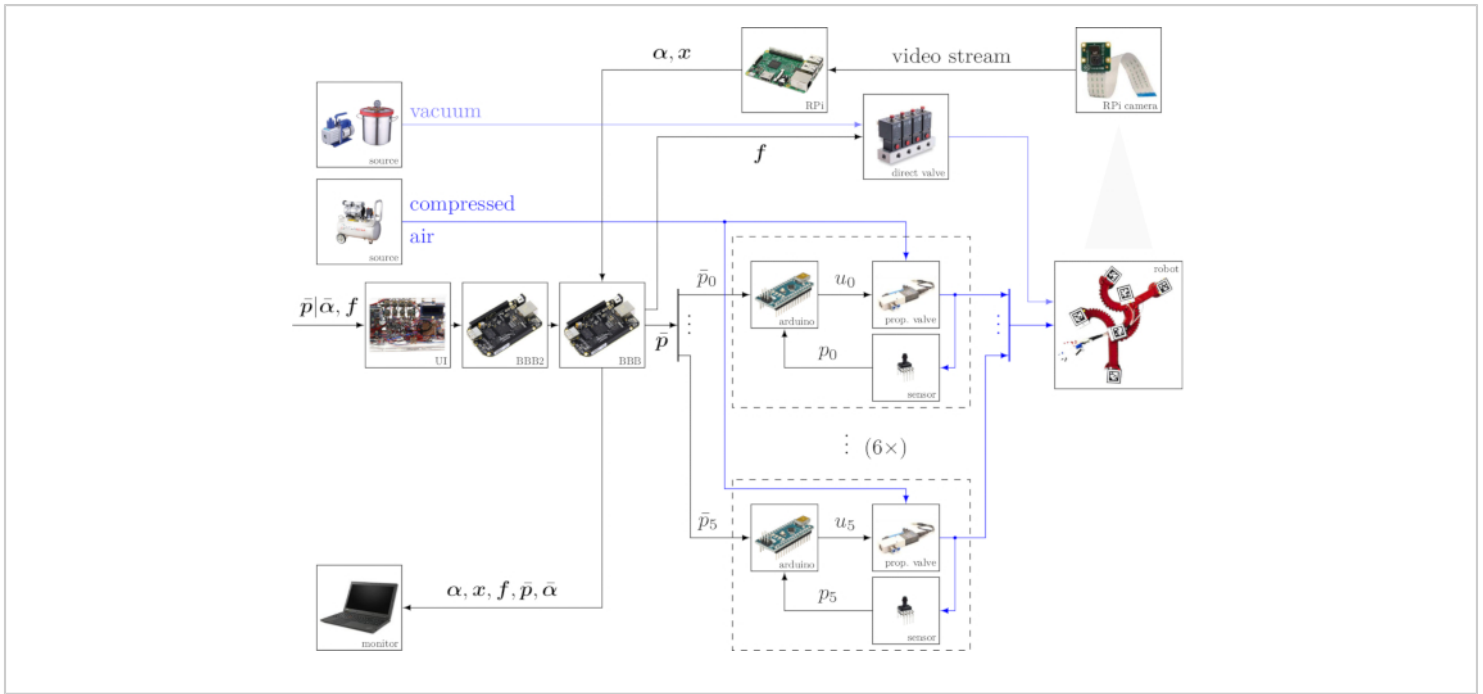 α, x
video stream
RPi
RPi camera
vacuum
source
f
direct valve
compressed
air
source
robot
p̄|ᾱ, f
UI
BBB2
BBB
p̄
p̄0
arduino
u0
prop. valve
p0
sensor
⋮ (6×)
p̄5
arduino
u5
prop. valve
p5
sensor
α, x, f, p̄, ᾱ
monitor